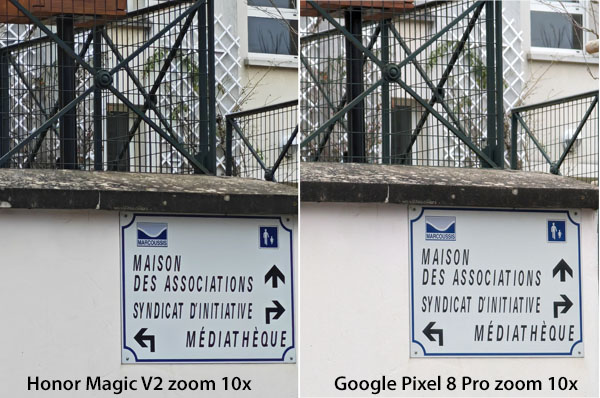 MARCOUSSIS
MAISON
DES ASSOCIATIONS
SYNDICAT D'INITIATIVE
MÉDIATHÈQUE
Honor Magic V2 zoom 10x
MARCOUSSIS
MAISON
DES ASSOCIATIONS
SYNDICAT D'INITIATIVE
MÉDIATHÈQUE
Google Pixel 8 Pro zoom 10x